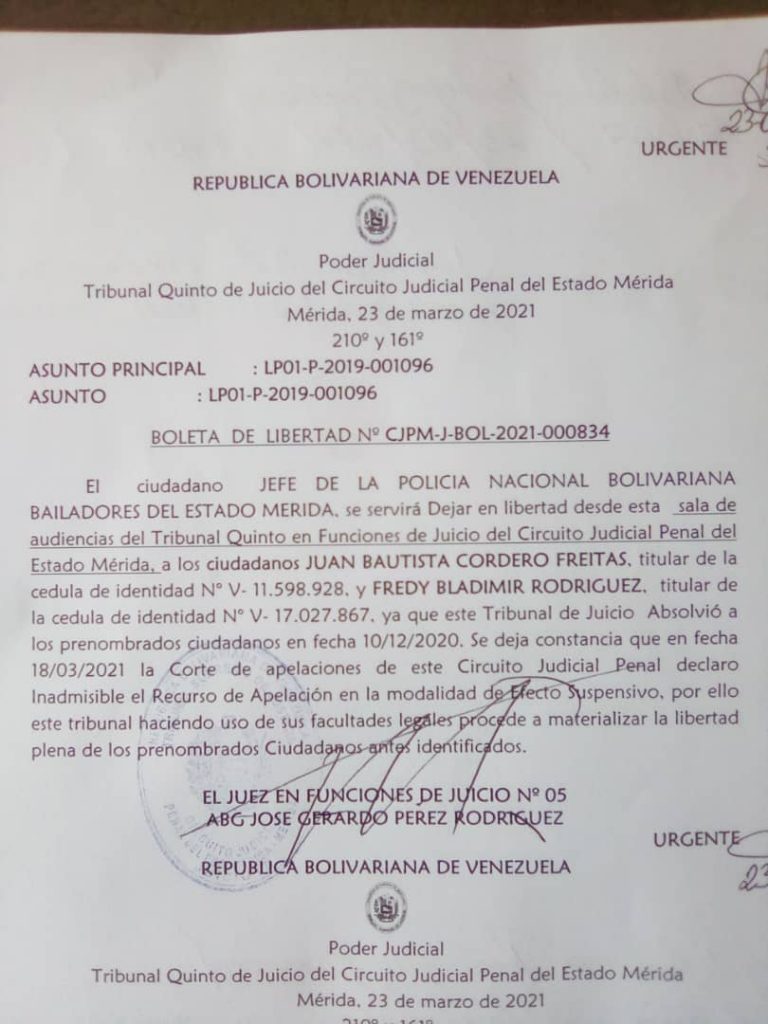 23-0
URGENTE
REPUBLICA BOLIVARIANA DE VENEZUELA
Poder Judicial
Tribunal Quinto de Juicio del Circuito Judicial Penal del Estado Mérida
Mérida, 23 de marzo de 2021
210º y 161º
ASUNTO PRINCIPAL : LP01-P-2019-001096
ASUNTO : LP01-P-2019-001096
BOLETA DE LIBERTAD Nº CJPM-J-BOL-2021-000834
El ciudadano JEFE DE LA POLICIA NACIONAL BOLIVARIANA
BAILADORES DEL ESTADO MERIDA, se servirá Dejar en libertad desde esta sala de
audiencias del Tribunal Quinto en Funciones de Juicio del Circuito Judicial Penal del
Estado Mérida, a los ciudadanos JUAN BAUTISTA CORDERO FREITAS, titular de la
cedula de identidad N° V- 11.598.928, y FREDY BLADIMIR RODRIGUEZ, titular de
la cedula de identidad N° V- 17.027.867, ya que este Tribunal de Juicio Absolvió a
los prenombrados ciudadanos en fecha 10/12/2020. Se deja constancia que en fecha
18/03/2021 la Corte de apelaciones de este Circuito Judicial Penal declaro
Inadmisible el Recurso de Apelación en la modalidad de Efecto Suspensivo, por ello
este tribunal haciendo uso de sus facultades legales procede a materializar la libertad
plena de los prenombrados Ciudadanos antes identificados.
EL JUEZ EN FUNCIONES DE JUICIO Nº 05
ABG JOSE GERARDO PEREZ RODRIGUEZ
URGENTE
23
REPUBLICA BOLIVARIANA DE VENEZUELA
Poder Judicial
Tribunal Quinto de Juicio del Circuito Judicial Penal del Estado Mérida
Mérida, 23 de marzo de 2021
210º y 161º